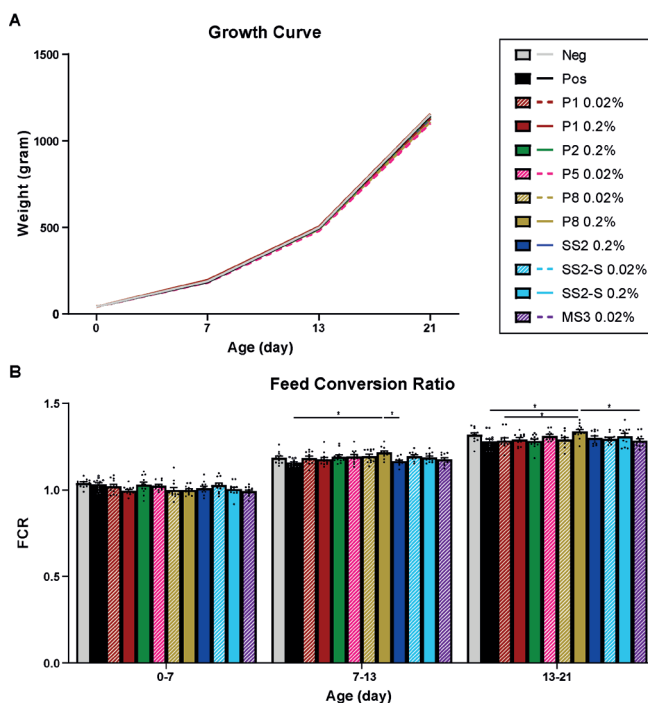 A
Growth Curve
1500
1000
500
0
Weight (gram)
0 7 13 21
Age (day)
Neg
Pos
P1 0.02%
P1 0.2%
P2 0.2%
P5 0.02%
P8 0.02%
P8 0.2%
SS2 0.2%
SS2-S 0.02%
SS2-S 0.2%
MS3 0.02%
B
Feed Conversion Ratio
1.5
1.0
0.5
0.0
FCR
* * * * *
0-7 7-13 13-21
Age (day)